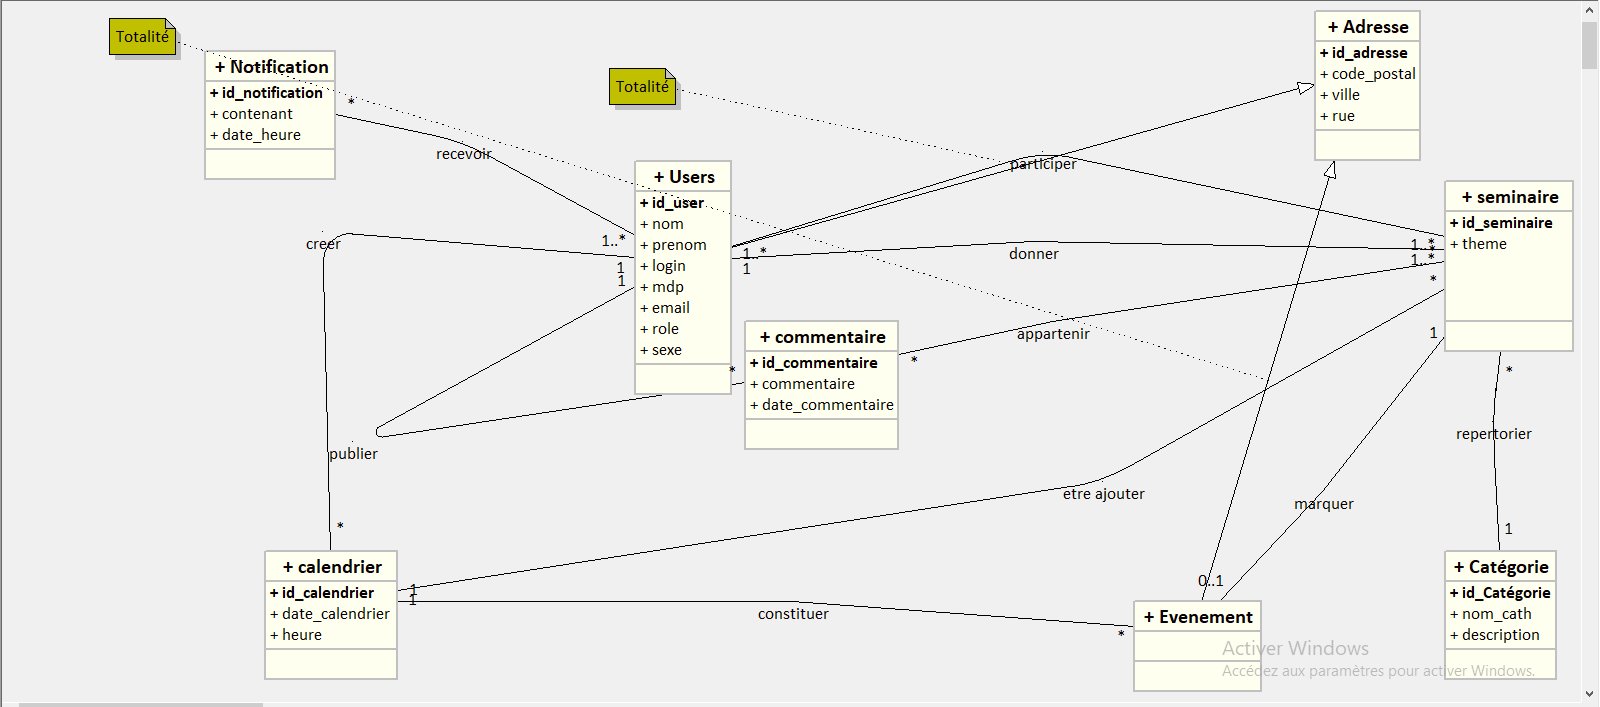 Totalité
+ Notification
+ id_notification
+ contenant
+ date_heure
*
recevoir
1..*
Totalité
+ Adresse
+ id_adresse
+ code_postal
+ ville
+ rue
participer
+ Users
+ id_user
+ nom
+ prenom
+ login
+ mdp
+ email
+ role
+ sexe
creer
1
1
1..*
1
donner
1..*
*
1..*
*
1
+ seminaire
+ id_seminaire
+ theme
+ commentaire
+ id_commentaire
+ commentaire
+ date_commentaire
*
*
appartenir
publier
*
repertorier
1
etre ajouter
marquer
*
+ calendrier
+ id_calendrier
+ date_calendrier
+ heure
1
1
constituer
*
0..1
+ Evenement
+ Catégorie
+ id_Catégorie
+ nom_cath
+ description
Activer Windows
Accédez aux paramètres pour activer Windows.